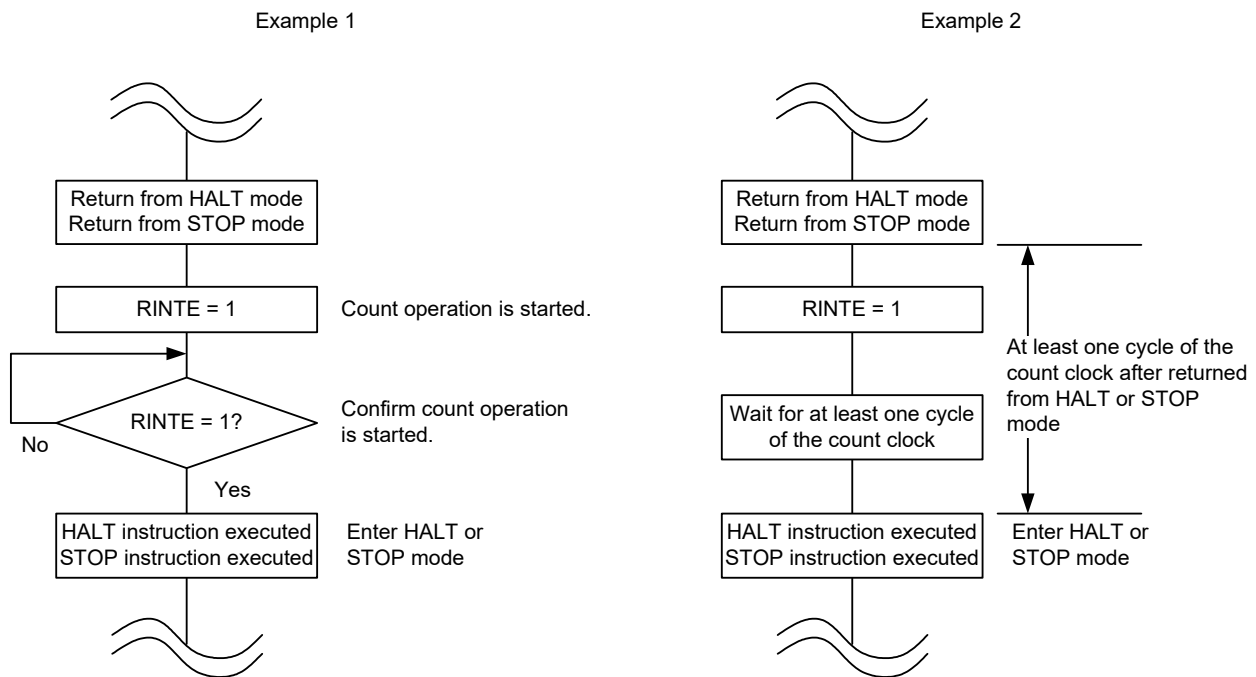 Example 1
Return from HALT mode
Return from STOP mode
RINTE = 1
Count operation is started.
RINTE = 1?
Confirm count operation
is started.
No
Yes
HALT instruction executed
STOP instruction executed
Enter HALT or
STOP mode
Example 2
Return from HALT mode
Return from STOP mode
RINTE = 1
At least one cycle of the
count clock after returned
from HALT or STOP
mode
Wait for at least one cycle
of the count clock
HALT instruction executed
STOP instruction executed
Enter HALT or
STOP mode